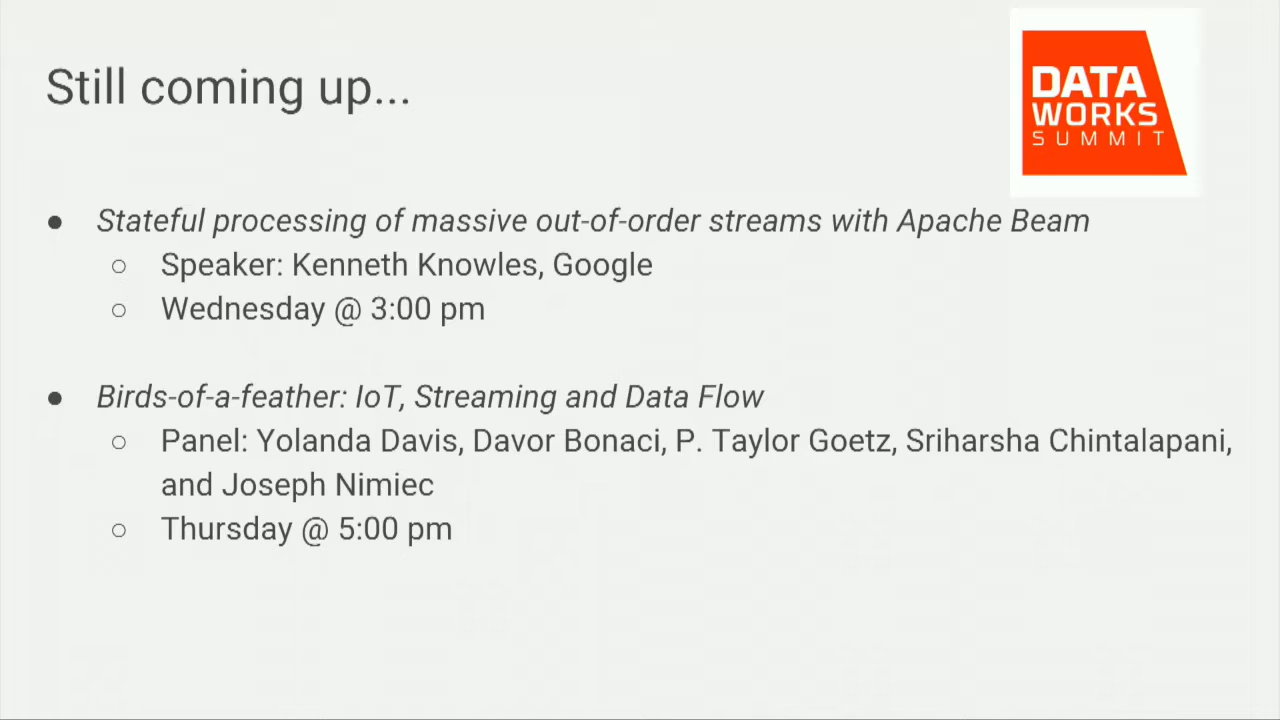 Still coming up...
DATA
WORKS
SUMMIT
● Stateful processing of massive out-of-order streams with Apache Beam
○ Speaker: Kenneth Knowles, Google
○ Wednesday @ 3:00 pm
● Birds-of-a-feather: IoT, Streaming and Data Flow
○ Panel: Yolanda Davis, Davor Bonaci, P. Taylor Goetz, Sriharsha Chintalapani,
and Joseph Nimiec
○ Thursday @ 5:00 pm